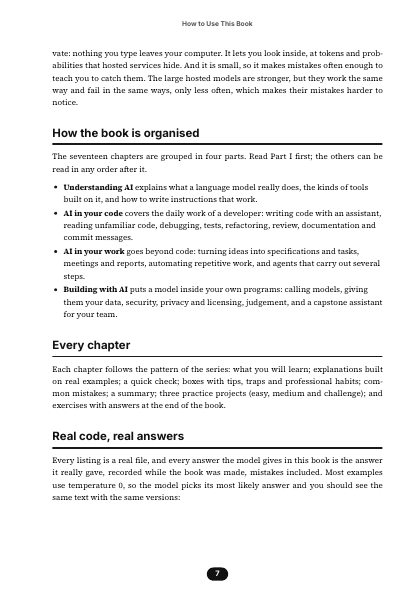 How to Use This Book
vate: nothing you type leaves your computer. It lets you look inside, at tokens and prob-
abilities that hosted services hide. And it is small, so it makes mistakes often enough to
teach you to catch them. The large hosted models are stronger, but they work the same
way and fail in the same ways, only less often, which makes their mistakes harder to
notice.
How the book is organised
The seventeen chapters are grouped in four parts. Read Part I first; the others can be
read in any order after it.
• Understanding AI explains what a language model really does, the kinds of tools
built on it, and how to write instructions that work.
• AI in your code covers the daily work of a developer: writing code with an assistant,
reading unfamiliar code, debugging, tests, refactoring, review, documentation and
commit messages.
• AI in your work goes beyond code: turning ideas into specifications and tasks,
meetings and reports, automating repetitive work, and agents that carry out several
steps.
• Building with AI puts a model inside your own programs: calling models, giving
them your data, security, privacy and licensing, judgement, and a capstone assistant
for your team.
Every chapter
Each chapter follows the pattern of the series: what you will learn; explanations built
on real examples; a quick check; boxes with tips, traps and professional habits; com-
mon mistakes; a summary; three practice projects (easy, medium and challenge); and
exercises with answers at the end of the book.
Real code, real answers
Every listing is a real file, and every answer the model gives in this book is the answer
it really gave, recorded while the book was made, mistakes included. Most examples
use temperature 0, so the model picks its most likely answer and you should see the
same text with the same versions:
7